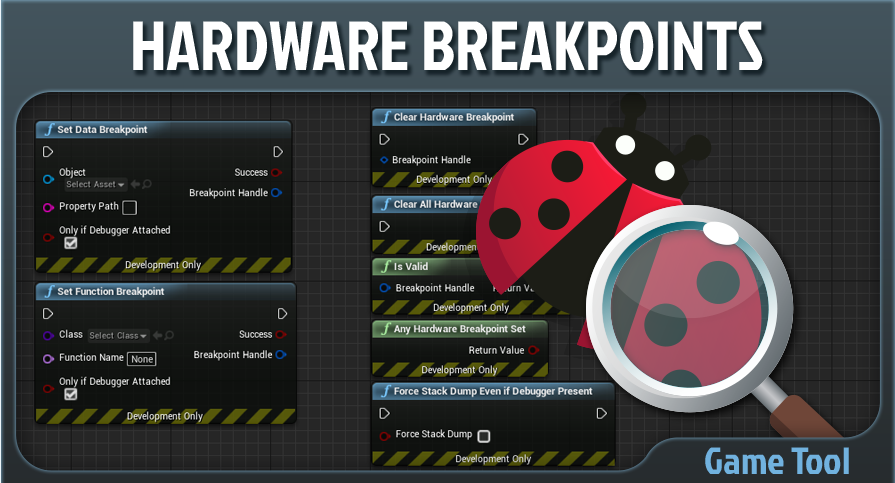 HARDWARE BREAKPOINTS
f Set Data Breakpoint
Object
Select Asset
Success
Breakpoint Handle
Property Path
Only if Debugger Attached
Development Only
f Set Function Breakpoint
Class Select Class
Success
Function Name None
Breakpoint Handle
Only if Debugger Attached
Development Only
f Clear Hardware Breakpoint
Breakpoint Handle
Development Only
f Clear All Hardware
Development
f Is Valid
Breakpoint Handle
Development Only
f Any Hardware Breakpoint Set
Return Value
Development Only
f Force Stack Dump Even if Debugger Present
Force Stack Dump
Development Only
Game Tool